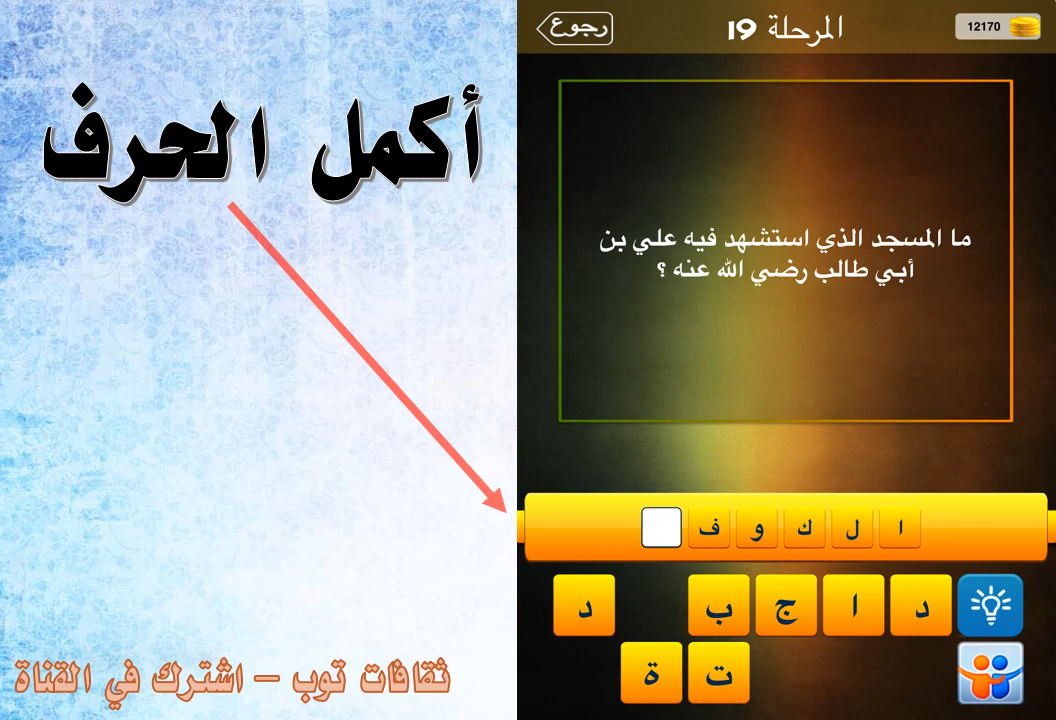 أكمل الحرف
ثقافات توب – اشترك في القناة
رجوع
المرحلة 19
12170
ما المسجد الذي استشهد فيه علي بن
أبي طالب رضي الله عنه ؟
ا ل ك و ف
د ا ج ب د
ت ة